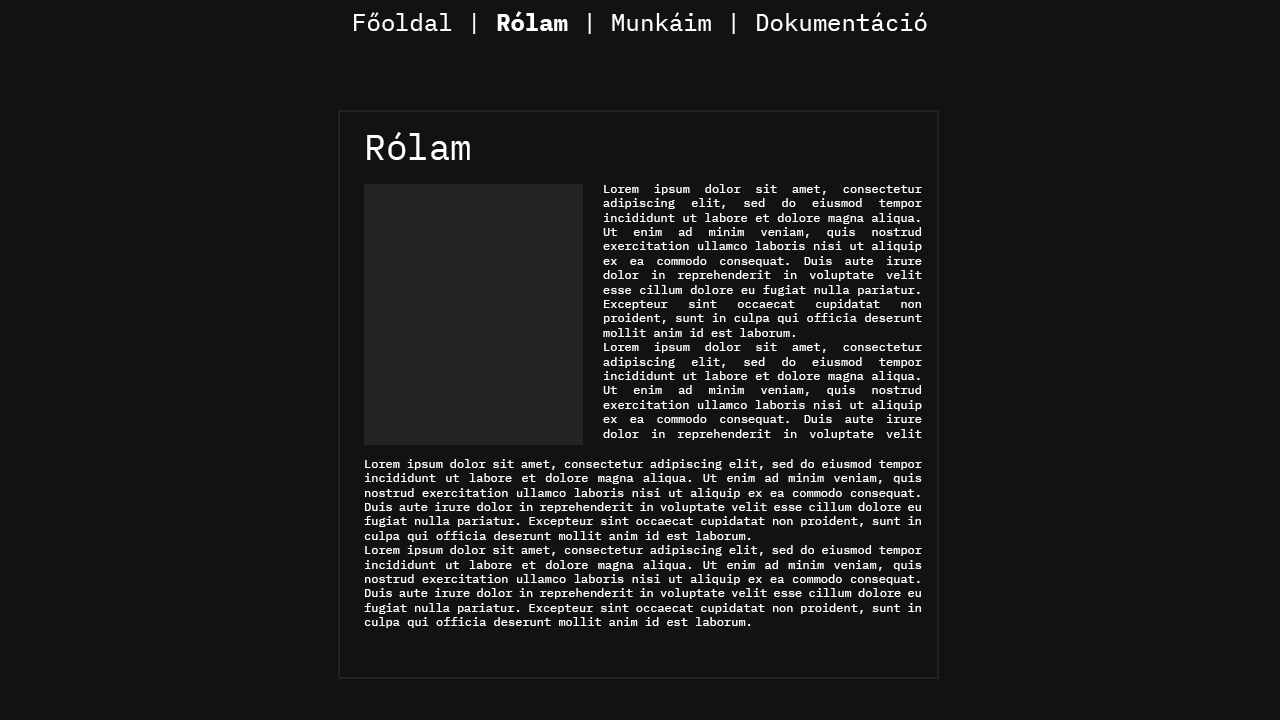 Főoldal | Rólam | Munkáim | Dokumentáció
Rólam
Lorem ipsum dolor sit amet, consectetur
adipiscing elit, sed do eiusmod tempor
incididunt ut labore et dolore magna aliqua.
Ut enim ad minim veniam, quis nostrud
exercitation ullamco laboris nisi ut aliquip
ex ea commodo consequat. Duis aute irure
dolor in reprehenderit in voluptate velit
esse cillum dolore eu fugiat nulla pariatur.
Excepteur sint occaecat cupidatat non
proident, sunt in culpa qui officia deserunt
mollit anim id est laborum.
Lorem ipsum dolor sit amet, consectetur
adipiscing elit, sed do eiusmod tempor
incididunt ut labore et dolore magna aliqua.
Ut enim ad minim veniam, quis nostrud
exercitation ullamco laboris nisi ut aliquip
ex ea commodo consequat. Duis aute irure
dolor in reprehenderit in voluptate velit
Lorem ipsum dolor sit amet, consectetur adipiscing elit, sed do eiusmod tempor
incididunt ut labore et dolore magna aliqua. Ut enim ad minim veniam, quis
nostrud exercitation ullamco laboris nisi ut aliquip ex ea commodo consequat.
Duis aute irure dolor in reprehenderit in voluptate velit esse cillum dolore eu
fugiat nulla pariatur. Excepteur sint occaecat cupidatat non proident, sunt in
culpa qui officia deserunt mollit anim id est laborum.
Lorem ipsum dolor sit amet, consectetur adipiscing elit, sed do eiusmod tempor
incididunt ut labore et dolore magna aliqua. Ut enim ad minim veniam, quis
nostrud exercitation ullamco laboris nisi ut aliquip ex ea commodo consequat.
Duis aute irure dolor in reprehenderit in voluptate velit esse cillum dolore eu
fugiat nulla pariatur. Excepteur sint occaecat cupidatat non proident, sunt in
culpa qui officia deserunt mollit anim id est laborum.